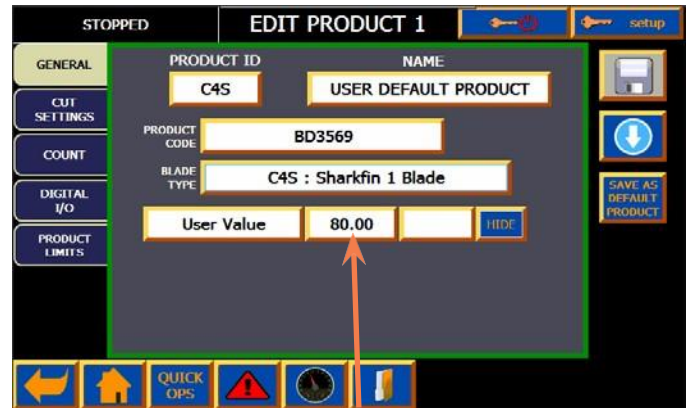 STOPPED
EDIT PRODUCT 1
setup
GENERAL
CUT
SETTINGS
COUNT
DIGITAL
I/O
PRODUCT
LIMITS
PRODUCT ID
NAME
C4S
USER DEFAULT PRODUCT
PRODUCT
CODE
BD3569
BLADE
TYPE
C4S : Sharkfin 1 Blade
User Value
80.00
HIDE
SAVE AS
DEFAULT
PRODUCT
QUICK
OPS